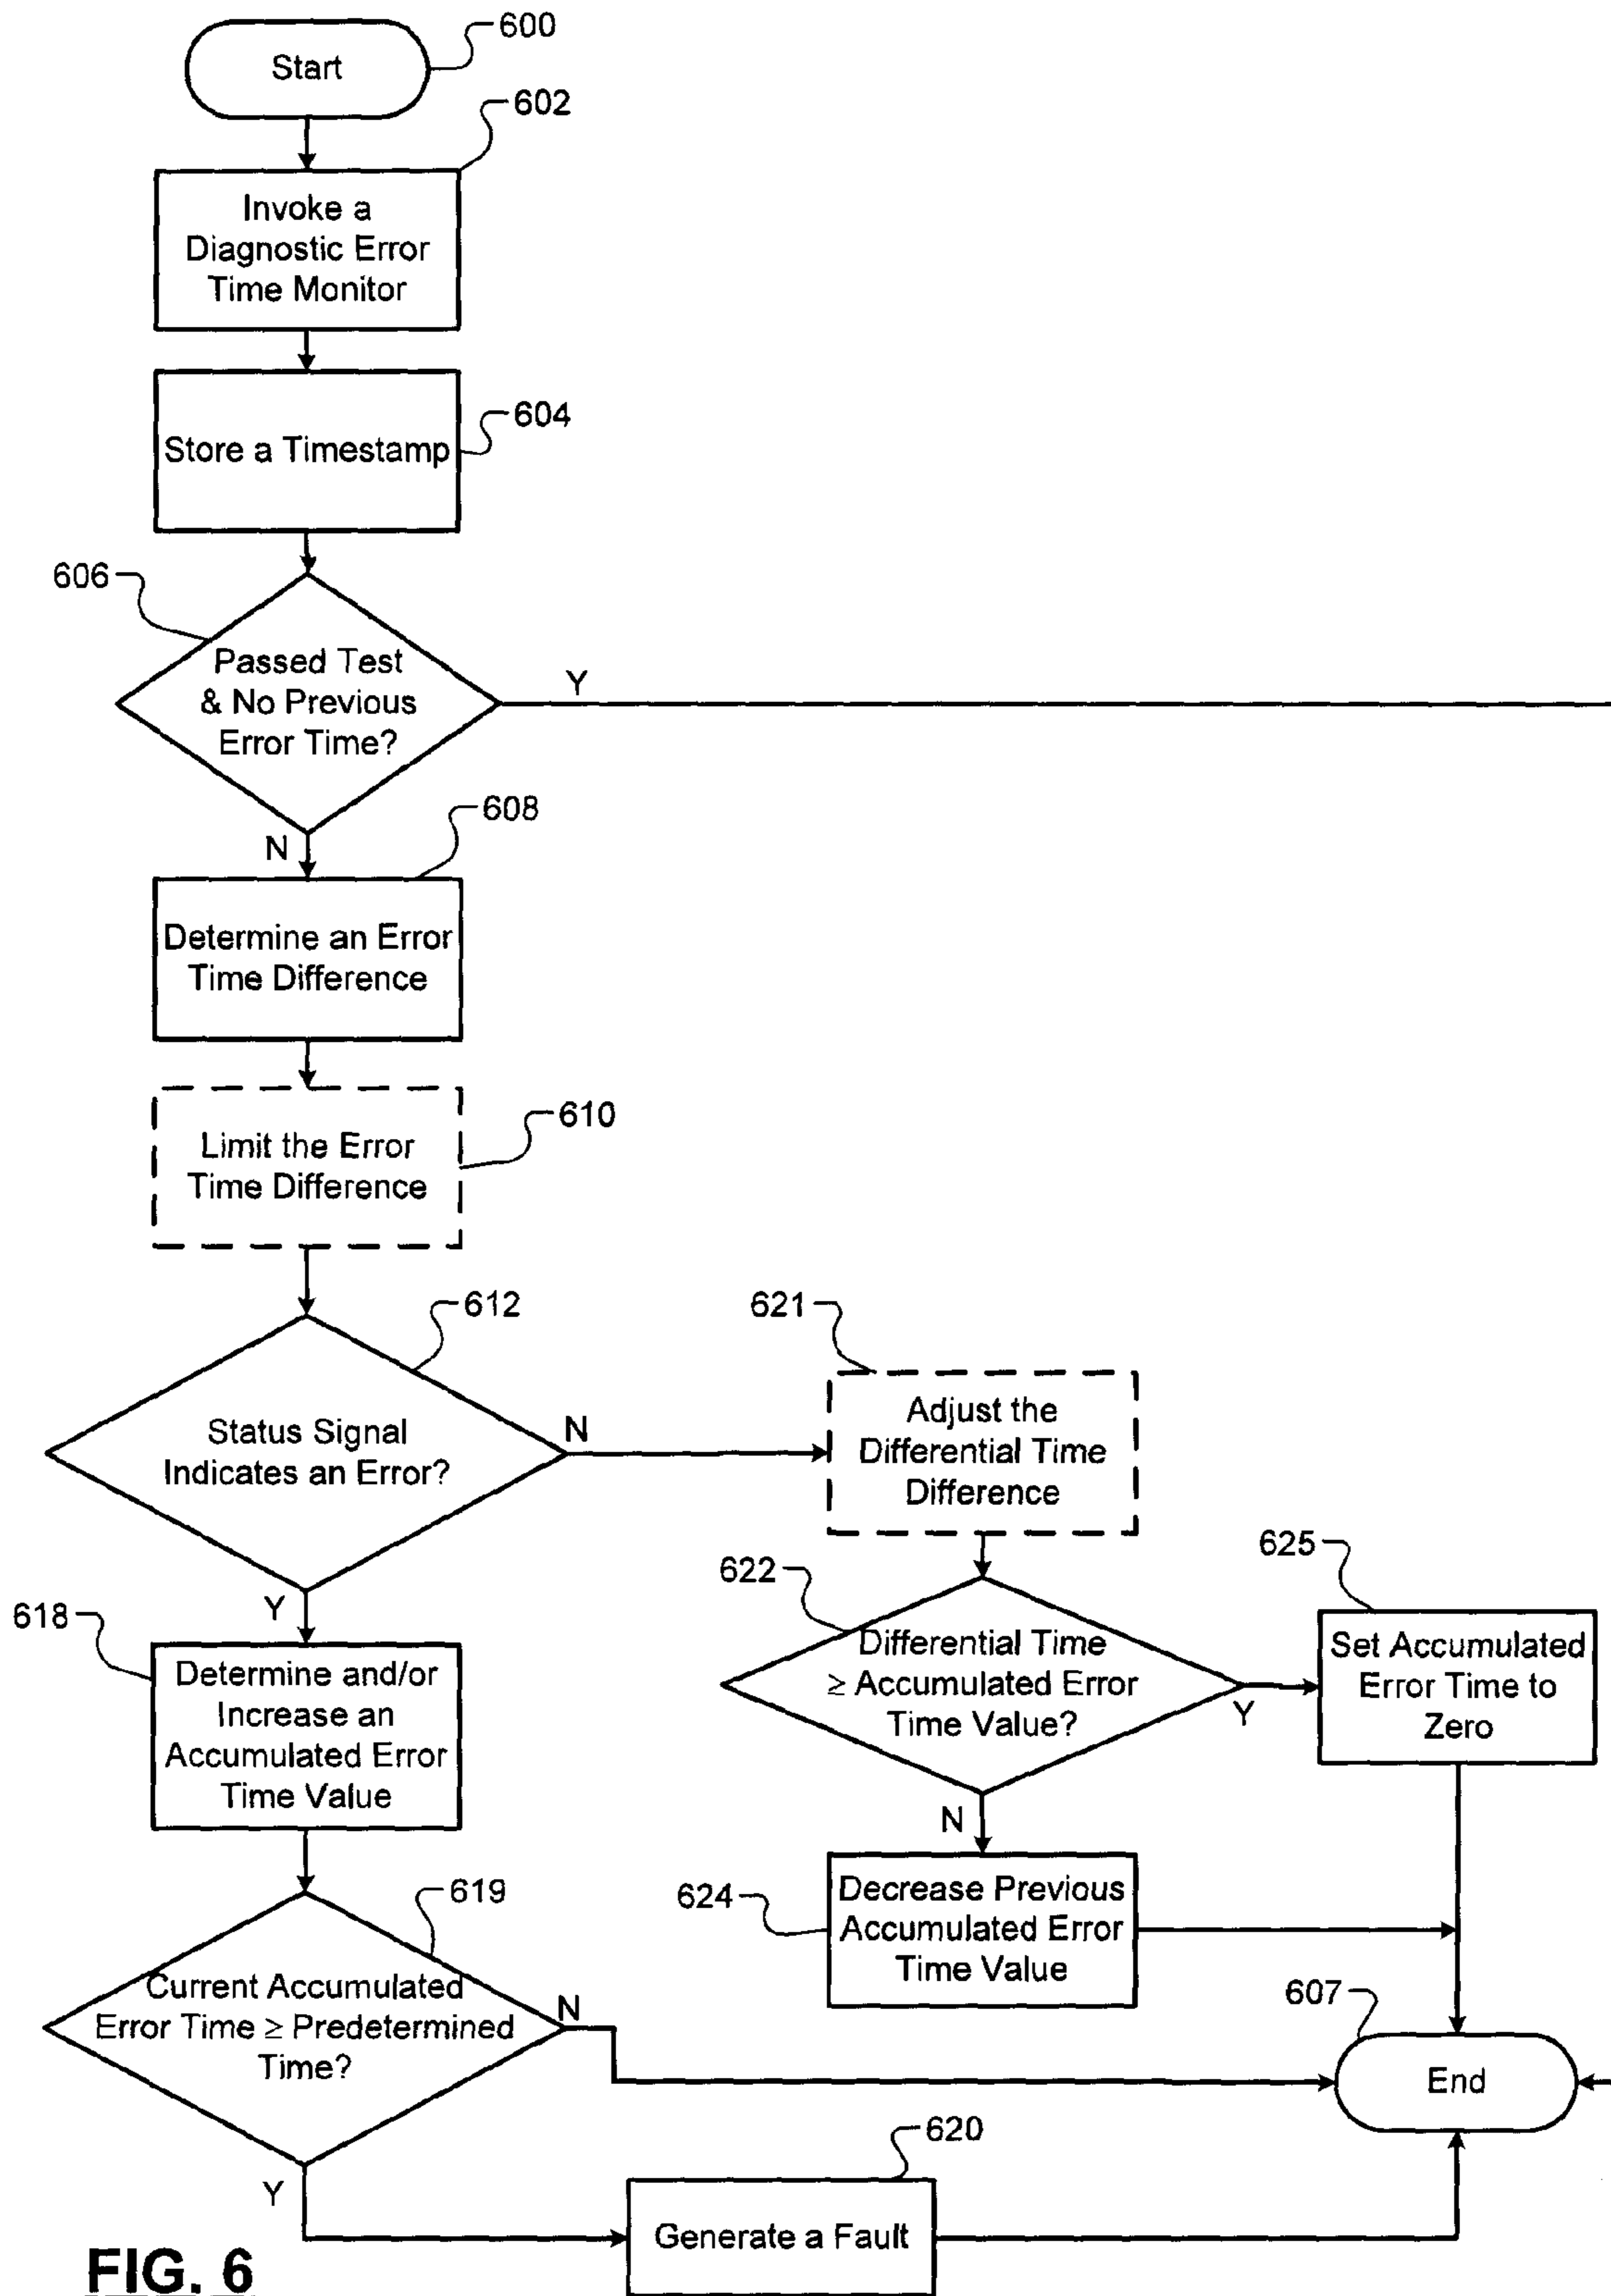 Start
600
602
Invoke a
Diagnostic Error
Time Monitor
604
Store a Timestamp
606
Passed Test
& No Previous
Error Time?
Y
N
608
Determine an Error
Time Difference
610
Limit the Error
Time Difference
612
Status Signal
Indicates an Error?
N
Y
621
Adjust the
Differential Time
Difference
622
Differential Time
≥ Accumulated Error
Time Value?
Y
N
625
Set Accumulated
Error Time to
Zero
618
Determine and/or
Increase an
Accumulated Error
Time Value
624
Decrease Previous
Accumulated Error
Time Value
619
Current Accumulated
Error Time ≥ Predetermined
Time?
N
Y
607
End
620
Generate a Fault
FIG. 6